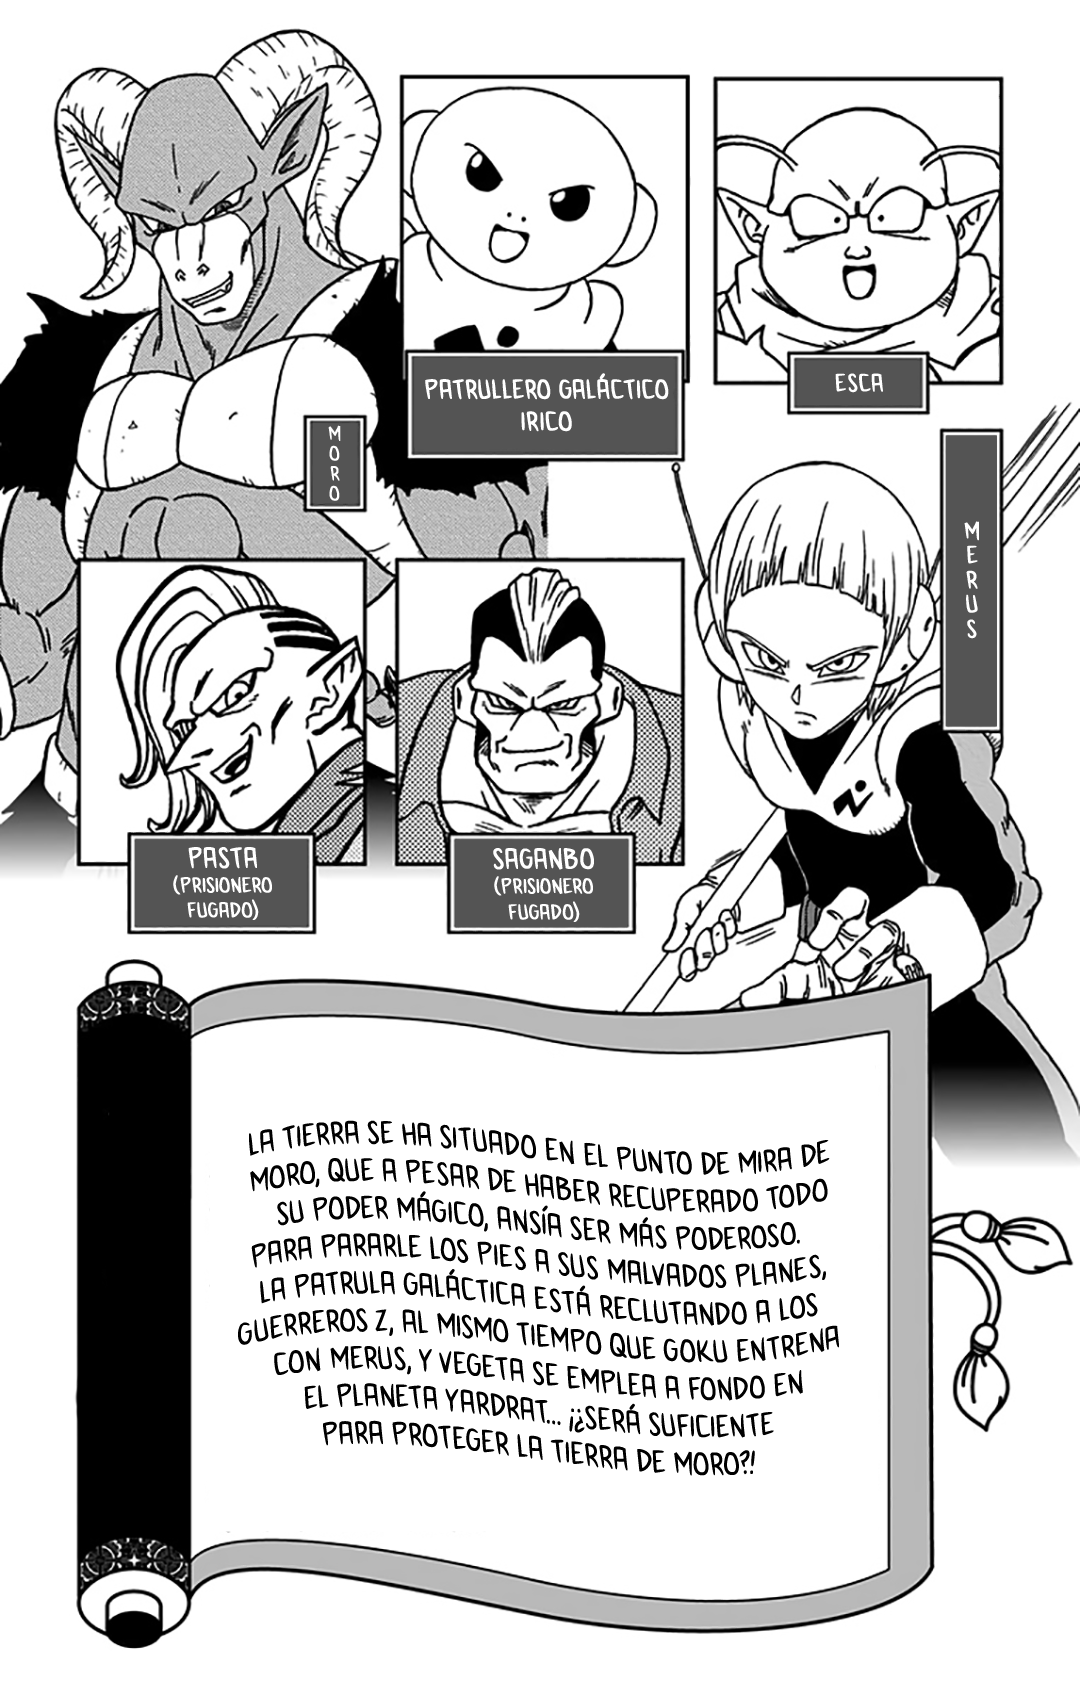 PATRULLERO GALÁCTICO
IRICO
ESCA
MORO
MERUS
PASTA
(PRISIONERO
FUGADO)
SAGANBO
(PRISIONERO
FUGADO)
LA TIERRA SE HA SITUADO EN EL PUNTO DE MIRA DE
MORO, QUE A PESAR DE HABER RECUPERADO TODO
SU PODER MÁGICO, ANSÍA SER MÁS PODEROSO.
PARA PARARLE LOS PIES A SUS MALVADOS PLANES,
LA PATRULA GALÁCTICA ESTÁ RECLUTANDO A LOS
GUERREROS Z, AL MISMO TIEMPO QUE GOKU ENTRENA
CON MERUS, Y VEGETA SE EMPLEA A FONDO EN
EL PLANETA YARDRAT... ¡¿SERÁ SUFICIENTE
PARA PROTEGER LA TIERRA DE MORO?!